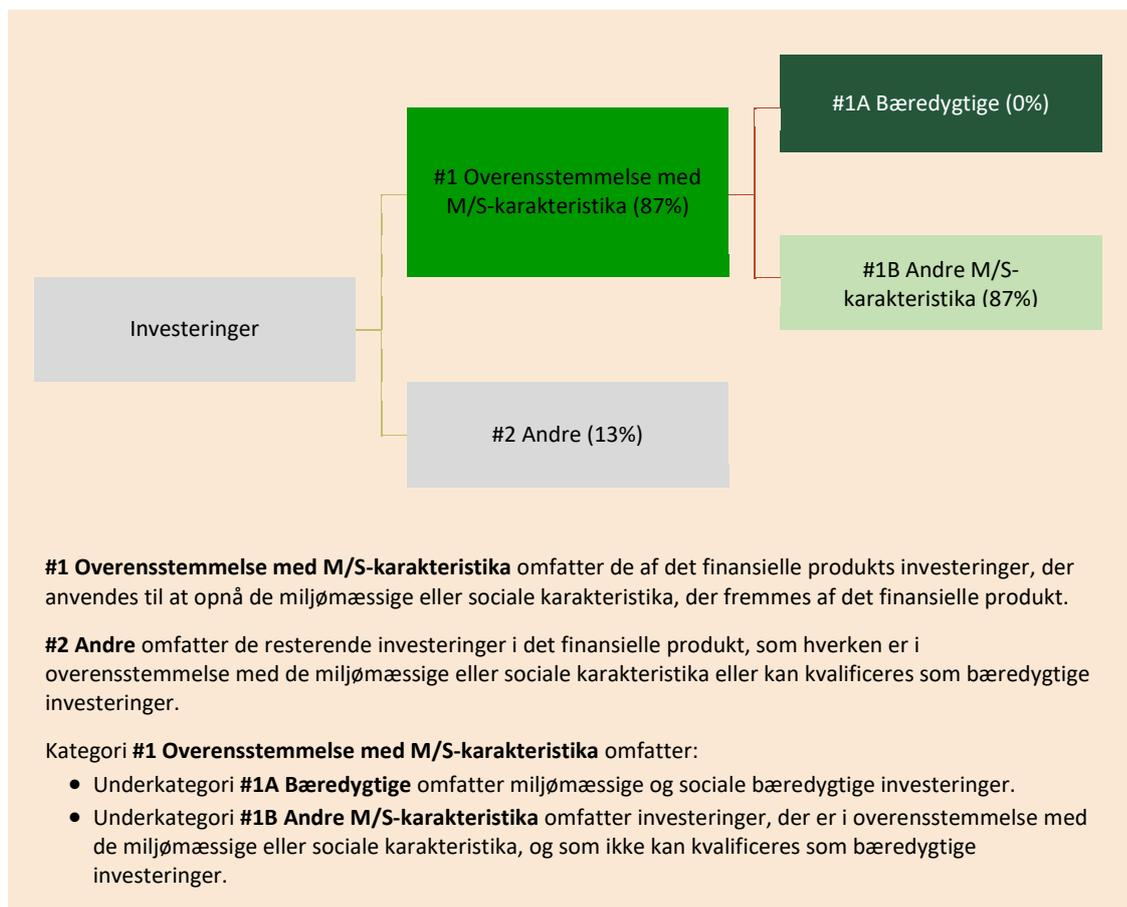 #1A Bæredygtige (0%)
#1 Overensstemmelse med
M/S-karakteristika (87%)
#1B Andre M/S-
karakteristika (87%)
Investeringer
#2 Andre (13%)
#1 Overensstemmelse med M/S-karakteristika omfatter de af det finansielle produkts investeringer, der
anvendes til at opnå de miljømæssige eller sociale karakteristika, der fremmes af det finansielle produkt.
#2 Andre omfatter de resterende investeringer i det finansielle produkt, som hverken er i
overensstemmelse med de miljømæssige eller sociale karakteristika eller kan kvalificeres som bæredygtige
investeringer.
Kategori #1 Overensstemmelse med M/S-karakteristika omfatter:
• Underkategori #1A Bæredygtige omfatter miljømæssige og sociale bæredygtige investeringer.
• Underkategori #1B Andre M/S-karakteristika omfatter investeringer, der er i overensstemmelse med
de miljømæssige eller sociale karakteristika, og som ikke kan kvalificeres som bæredygtige
investeringer.